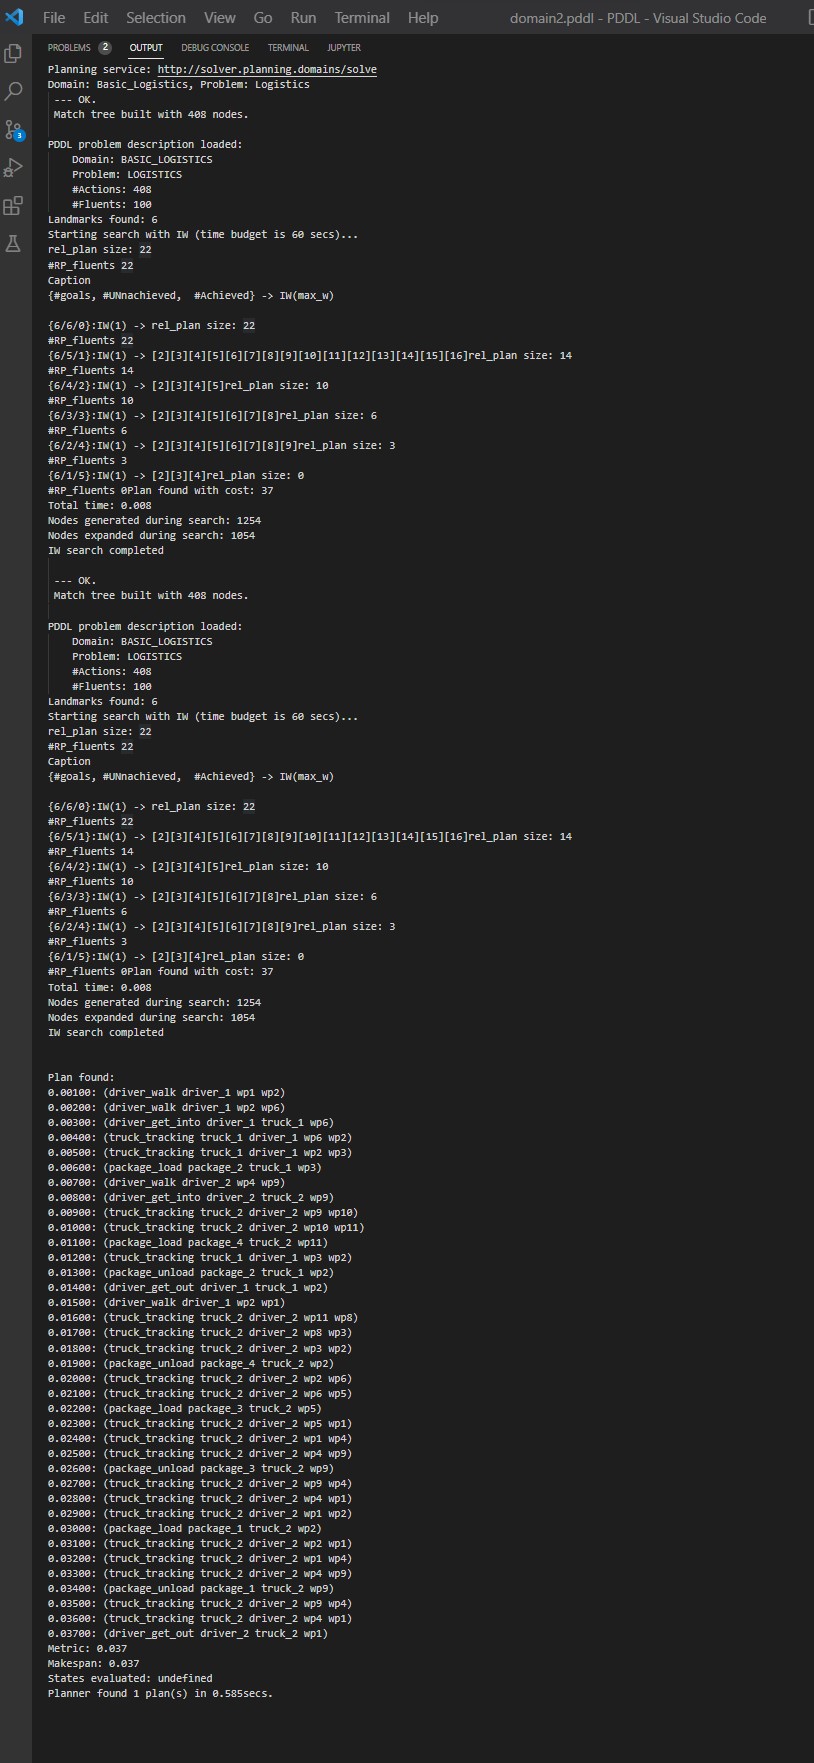 File Edit Selection View Go Run Terminal Help domain2.pddl - PDDL - Visual Studio Code
PROBLEMS 2 OUTPUT DEBUG CONSOLE TERMINAL JUPYTER
Planning service: http://solver.planning.domains/solve
Domain: Basic_Logistics, Problem: Logistics
--- OK.
Match tree built with 408 nodes.
3
PDDL problem description loaded:
Domain: BASIC_LOGISTICS
Problem: LOGISTICS
#Actions: 408
#Fluents: 100
Landmarks found: 6
Starting search with IW (time budget is 60 secs)...
rel_plan size: 22
#RP_fluents 22
Caption
{#goals, #UNnachieved,  #Achieved} -> IW(max_w)
{6/6/0}:IW(1) -> rel_plan size: 22
#RP_fluents 22
{6/5/1}:IW(1) -> [2][3][4][5][6][7][8][9][10][11][12][13][14][15][16]rel_plan size: 14
#RP_fluents 14
{6/4/2}:IW(1) -> [2][3][4][5]rel_plan size: 10
#RP_fluents 10
{6/3/3}:IW(1) -> [2][3][4][5][6][7][8]rel_plan size: 6
#RP_fluents 6
{6/2/4}:IW(1) -> [2][3][4][5][6][7][8][9]rel_plan size: 3
#RP_fluents 3
{6/1/5}:IW(1) -> [2][3][4]rel_plan size: 0
#RP_fluents 0Plan found with cost: 37
Total time: 0.008
Nodes generated during search: 1254
Nodes expanded during search: 1054
IW search completed
--- OK.
Match tree built with 408 nodes.
PDDL problem description loaded:
Domain: BASIC_LOGISTICS
Problem: LOGISTICS
#Actions: 408
#Fluents: 100
Landmarks found: 6
Starting search with IW (time budget is 60 secs)...
rel_plan size: 22
#RP_fluents 22
Caption
{#goals, #UNnachieved,  #Achieved} -> IW(max_w)
{6/6/0}:IW(1) -> rel_plan size: 22
#RP_fluents 22
{6/5/1}:IW(1) -> [2][3][4][5][6][7][8][9][10][11][12][13][14][15][16]rel_plan size: 14
#RP_fluents 14
{6/4/2}:IW(1) -> [2][3][4][5]rel_plan size: 10
#RP_fluents 10
{6/3/3}:IW(1) -> [2][3][4][5][6][7][8]rel_plan size: 6
#RP_fluents 6
{6/2/4}:IW(1) -> [2][3][4][5][6][7][8][9]rel_plan size: 3
#RP_fluents 3
{6/1/5}:IW(1) -> [2][3][4]rel_plan size: 0
#RP_fluents 0Plan found with cost: 37
Total time: 0.008
Nodes generated during search: 1254
Nodes expanded during search: 1054
IW search completed
Plan found:
0.00100: (driver_walk driver_1 wp1 wp2)
0.00200: (driver_walk driver_1 wp2 wp6)
0.00300: (driver_get_into driver_1 truck_1 wp6)
0.00400: (truck_tracking truck_1 driver_1 wp6 wp2)
0.00500: (truck_tracking truck_1 driver_1 wp2 wp3)
0.00600: (package_load package_2 truck_1 wp3)
0.00700: (driver_walk driver_2 wp4 wp9)
0.00800: (driver_get_into driver_2 truck_2 wp9)
0.00900: (truck_tracking truck_2 driver_2 wp9 wp10)
0.01000: (truck_tracking truck_2 driver_2 wp10 wp11)
0.01100: (package_load package_4 truck_2 wp11)
0.01200: (truck_tracking truck_1 driver_1 wp3 wp2)
0.01300: (package_unload package_2 truck_1 wp2)
0.01400: (driver_get_out driver_1 truck_1 wp2)
0.01500: (driver_walk driver_1 wp2 wp1)
0.01600: (truck_tracking truck_2 driver_2 wp11 wp8)
0.01700: (truck_tracking truck_2 driver_2 wp8 wp3)
0.01800: (truck_tracking truck_2 driver_2 wp3 wp2)
0.01900: (package_unload package_4 truck_2 wp2)
0.02000: (truck_tracking truck_2 driver_2 wp2 wp6)
0.02100: (truck_tracking truck_2 driver_2 wp6 wp5)
0.02200: (package_load package_3 truck_2 wp5)
0.02300: (truck_tracking truck_2 driver_2 wp5 wp1)
0.02400: (truck_tracking truck_2 driver_2 wp1 wp4)
0.02500: (truck_tracking truck_2 driver_2 wp4 wp9)
0.02600: (package_unload package_3 truck_2 wp9)
0.02700: (truck_tracking truck_2 driver_2 wp9 wp4)
0.02800: (truck_tracking truck_2 driver_2 wp4 wp1)
0.02900: (truck_tracking truck_2 driver_2 wp1 wp2)
0.03000: (package_load package_1 truck_2 wp2)
0.03100: (truck_tracking truck_2 driver_2 wp2 wp1)
0.03200: (truck_tracking truck_2 driver_2 wp1 wp4)
0.03300: (truck_tracking truck_2 driver_2 wp4 wp9)
0.03400: (package_unload package_1 truck_2 wp9)
0.03500: (truck_tracking truck_2 driver_2 wp9 wp4)
0.03600: (truck_tracking truck_2 driver_2 wp4 wp1)
0.03700: (driver_get_out driver_2 truck_2 wp1)
Metric: 0.037
Makespan: 0.037
States evaluated: undefined
Planner found 1 plan(s) in 0.585secs.